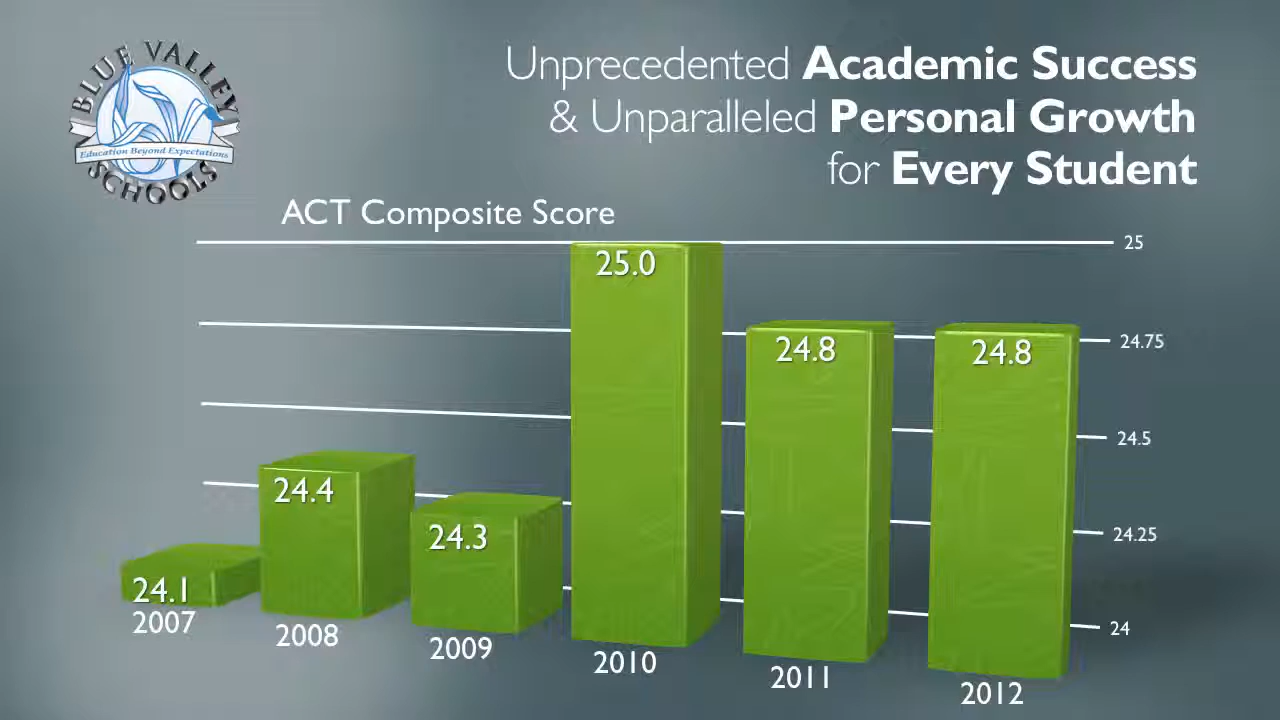 BLUE VALLEY
Education Beyond Expectations
SCHOOLS
Unprecedented Academic Success
& Unparalleled Personal Growth
for Every Student
ACT Composite Score
25
25.0
24.75
24.8
24.8
24.5
24.4
24.3
24.25
24.1
24
2007
2008
2009
2010
2011
2012